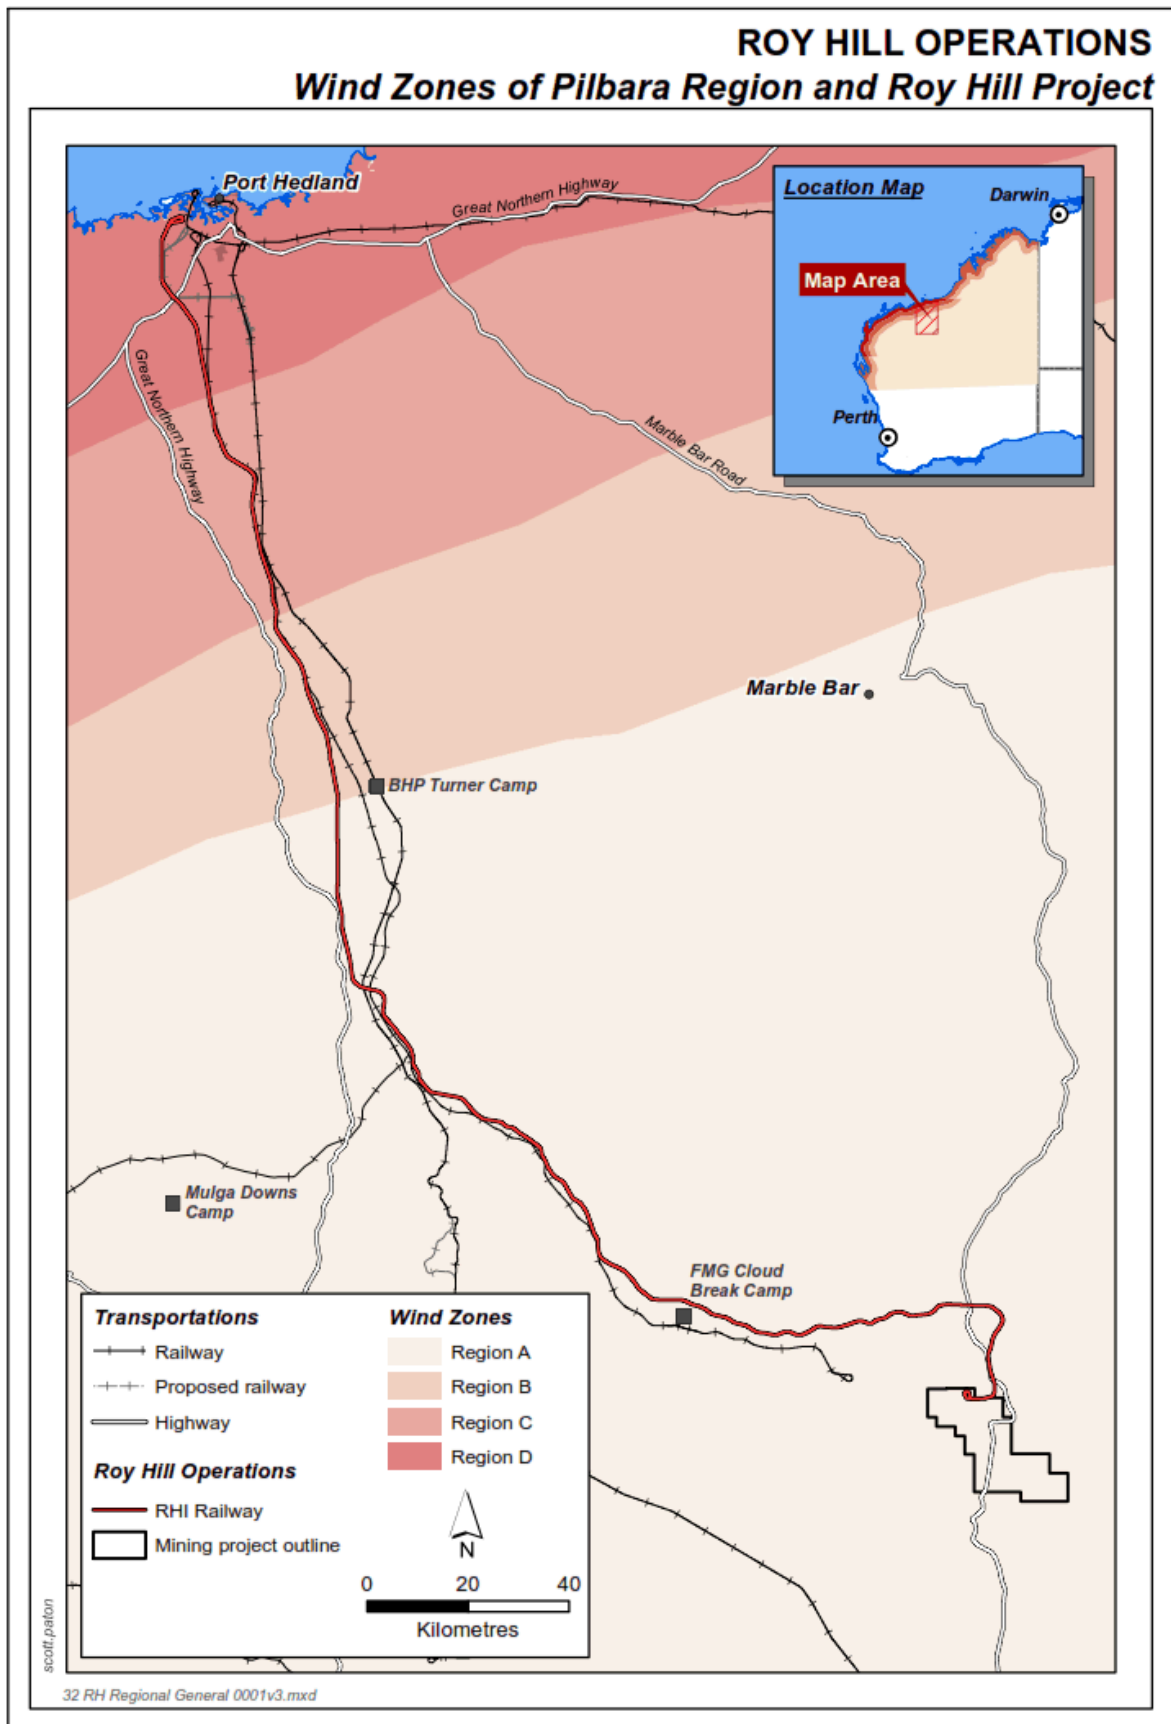 ROY HILL OPERATIONS
Wind Zones of Pilbara Region and Roy Hill Project
Port Hedland
Great Northern Highway
Location Map
Darwin
Map Area
Perth
Great Northern Highway
Marble Bar Road
Marble Bar
BHP Turner Camp
Mulga Downs
Camp
FMG Cloud
Break Camp
Transportations
Railway
Proposed railway
Highway
Roy Hill Operations
RHI Railway
Mining project outline
Wind Zones
Region A
Region B
Region C
Region D
N
0 20 40
Kilometres
scott.paton
32 RH Regional General 0001v3.mxd